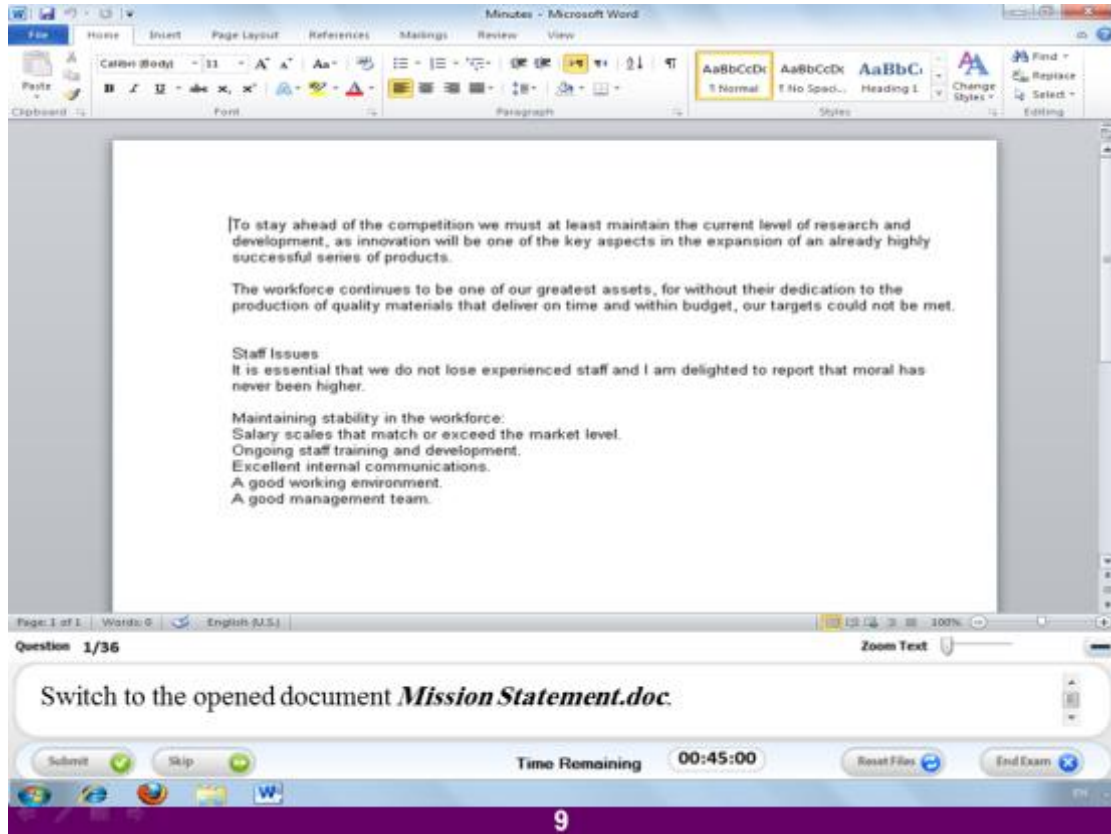 Minutes - Microsoft Word
File Home Insert Page Layout References Mailings Review View
Calibri (Body) 11 A A Aa
Find
Replace
Select
Paste
B I U abc x, x
AaBbCcDc AaBbCcDc AaBbC
¶ Normal ¶ No Spaci... Heading 1
Change Styles
Clipboard Font Paragraph Styles Editing
To stay ahead of the competition we must at least maintain the current level of research and
development, as innovation will be one of the key aspects in the expansion of an already highly
successful series of products.
The workforce continues to be one of our greatest assets, for without their dedication to the
production of quality materials that deliver on time and within budget, our targets could not be met.
Staff Issues
It is essential that we do not lose experienced staff and I am delighted to report that moral has
never been higher.
Maintaining stability in the workforce:
Salary scales that match or exceed the market level.
Ongoing staff training and development.
Excellent internal communications.
A good working environment.
A good management team.
Page: 1 of 1 Words: 0 English (U.S.) 100%
Question 1/36 Zoom Text
Switch to the opened document Mission Statement.doc.
Submit Skip Time Remaining 00:45:00 Reset Files End Exam
EN
9